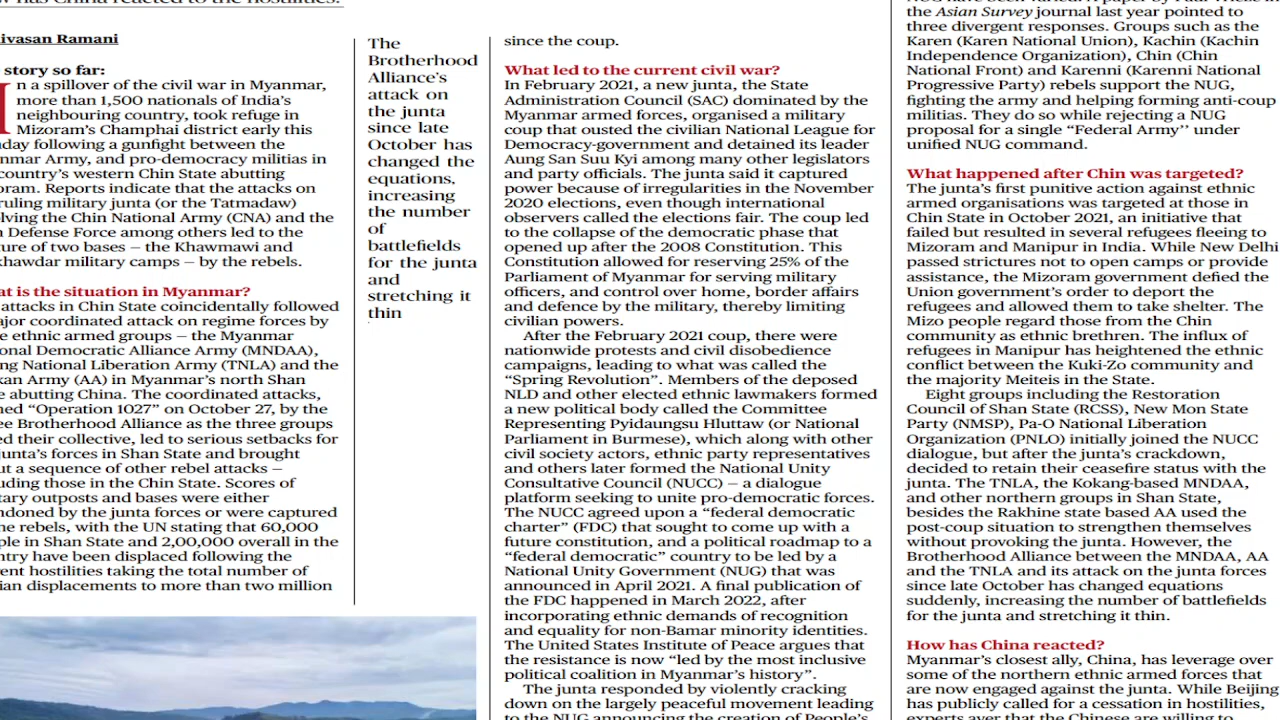 has China reacted to the hostilities.
ivasan Ramani
story so far:
In a spillover of the civil war in Myanmar,
more than 1,500 nationals of India's
neighbouring country, took refuge in
Mizoram's Champhai district early this
day following a gunfight between the
nmar Army, and pro-democracy militias in
country's western Chin State abutting
oram. Reports indicate that the attacks on
ruling military junta (or the Tatmadaw)
lving the Chin National Army (CNA) and the
n Defense Force among others led to the
ture of two bases — the Khawmawi and
khawdar military camps — by the rebels.
at is the situation in Myanmar?
attacks in Chin State coincidentally followed
ajor coordinated attack on regime forces by
e ethnic armed groups — the Myanmar
onal Democratic Alliance Army (MNDAA),
ng National Liberation Army (TNLA) and the
kan Army (AA) in Myanmar's north Shan
e abutting China. The coordinated attacks,
ed "Operation 1027" on October 27, by the
ee Brotherhood Alliance as the three groups
ed their collective, led to serious setbacks for
junta's forces in Shan State and brought
ut a sequence of other rebel attacks —
uding those in the Chin State. Scores of
tary outposts and bases were either
ndoned by the junta forces or were captured
he rebels, with the UN stating that 60,000
ple in Shan State and 2,00,000 overall in the
ntry have been displaced following the
ent hostilities taking the total number of
ian displacements to more than two million
The
Brotherhood
Alliance's
attack on
the junta
since late
October has
changed the
equations,
increasing
the number
of
battlefields
for the junta
and
stretching it
thin
since the coup.
What led to the current civil war?
In February 2021, a new junta, the State
Administration Council (SAC) dominated by the
Myanmar armed forces, organised a military
coup that ousted the civilian National League for
Democracy-government and detained its leader
Aung San Suu Kyi among many other legislators
and party officials. The junta said it captured
power because of irregularities in the November
2020 elections, even though international
observers called the elections fair. The coup led
to the collapse of the democratic phase that
opened up after the 2008 Constitution. This
Constitution allowed for reserving 25% of the
Parliament of Myanmar for serving military
officers, and control over home, border affairs
and defence by the military, thereby limiting
civilian powers.
After the February 2021 coup, there were
nationwide protests and civil disobedience
campaigns, leading to what was called the
"Spring Revolution". Members of the deposed
NLD and other elected ethnic lawmakers formed
a new political body called the Committee
Representing Pyidaungsu Hluttaw (or National
Parliament in Burmese), which along with other
civil society actors, ethnic party representatives
and others later formed the National Unity
Consultative Council (NUCC) — a dialogue
platform seeking to unite pro-democratic forces.
The NUCC agreed upon a "federal democratic
charter" (FDC) that sought to come up with a
future constitution, and a political roadmap to a
"federal democratic" country to be led by a
National Unity Government (NUG) that was
announced in April 2021. A final publication of
the FDC happened in March 2022, after
incorporating ethnic demands of recognition
and equality for non-Bamar minority identities.
The United States Institute of Peace argues that
the resistance is now "led by the most inclusive
political coalition in Myanmar's history".
The junta responded by violently cracking
down on the largely peaceful movement leading
to the NUG announcing the creation of People's
the Asian Survey journal last year pointed to
three divergent responses. Groups such as the
Karen (Karen National Union), Kachin (Kachin
Independence Organization), Chin (Chin
National Front) and Karenni (Karenni National
Progressive Party) rebels support the NUG,
fighting the army and helping forming anti-coup
militias. They do so while rejecting a NUG
proposal for a single "Federal Army'' under
unified NUG command.
What happened after Chin was targeted?
The junta's first punitive action against ethnic
armed organisations was targeted at those in
Chin State in October 2021, an initiative that
failed but resulted in several refugees fleeing to
Mizoram and Manipur in India. While New Delhi
passed strictures not to open camps or provide
assistance, the Mizoram government defied the
Union government's order to deport the
refugees and allowed them to take shelter. The
Mizo people regard those from the Chin
community as ethnic brethren. The influx of
refugees in Manipur has heightened the ethnic
conflict between the Kuki-Zo community and
the majority Meiteis in the State.
Eight groups including the Restoration
Council of Shan State (RCSS), New Mon State
Party (NMSP), Pa-O National Liberation
Organization (PNLO) initially joined the NUCC
dialogue, but after the junta's crackdown,
decided to retain their ceasefire status with the
junta. The TNLA, the Kokang-based MNDAA,
and other northern groups in Shan State,
besides the Rakhine state based AA used the
post-coup situation to strengthen themselves
without provoking the junta. However, the
Brotherhood Alliance between the MNDAA, AA
and the TNLA and its attack on the junta forces
since late October has changed equations
suddenly, increasing the number of battlefields
for the junta and stretching it thin.
How has China reacted?
Myanmar's closest ally, China, has leverage over
some of the northern ethnic armed forces that
are now engaged against the junta. While Beijing
has publicly called for a cessation in hostilities,
experts aver that the Chinese are willing to